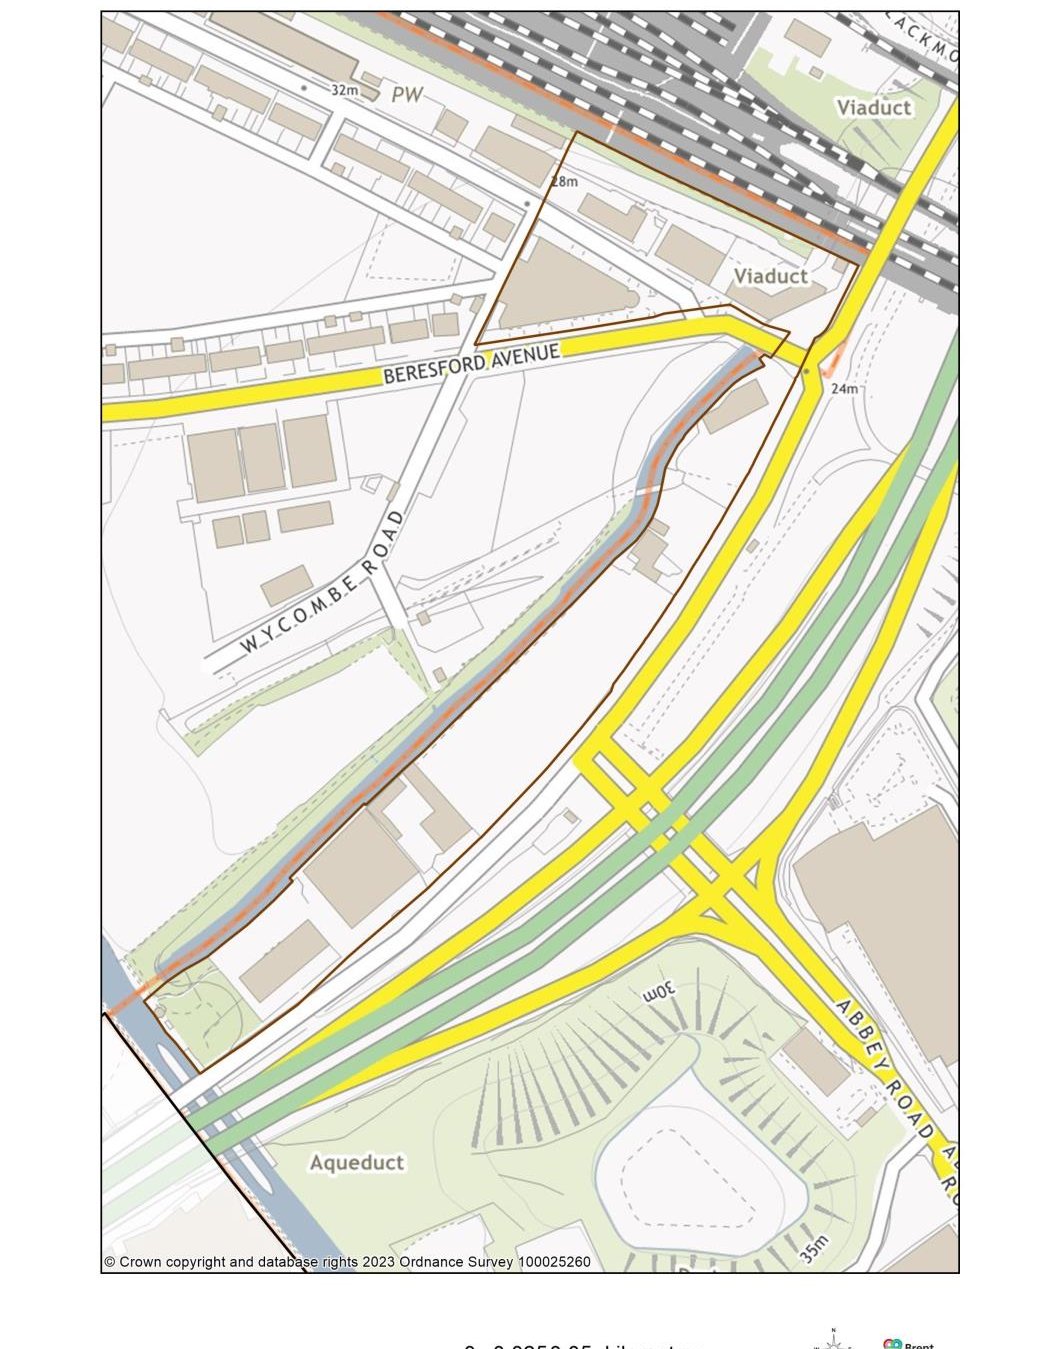 LACKMO
32m
PW
Viaduct
28m
Viaduct
BERESFORD AVENUE
24m
WYCOMBE ROAD
30m
ABBEY ROAD
Aqueduct
35m
© Crown copyright and database rights 2023 Ordnance Survey 100025260
N
Brent